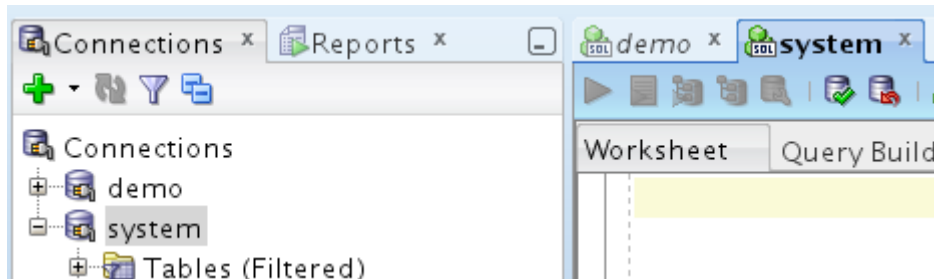 Connections Reports
demo system
Connections
demo
system
Tables (Filtered)
Worksheet Query Build